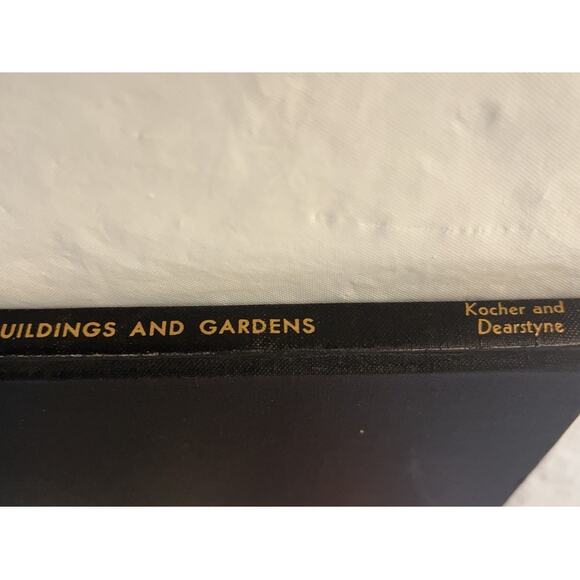 UILDINGS AND GARDENS
Kocher and
Dearstyne